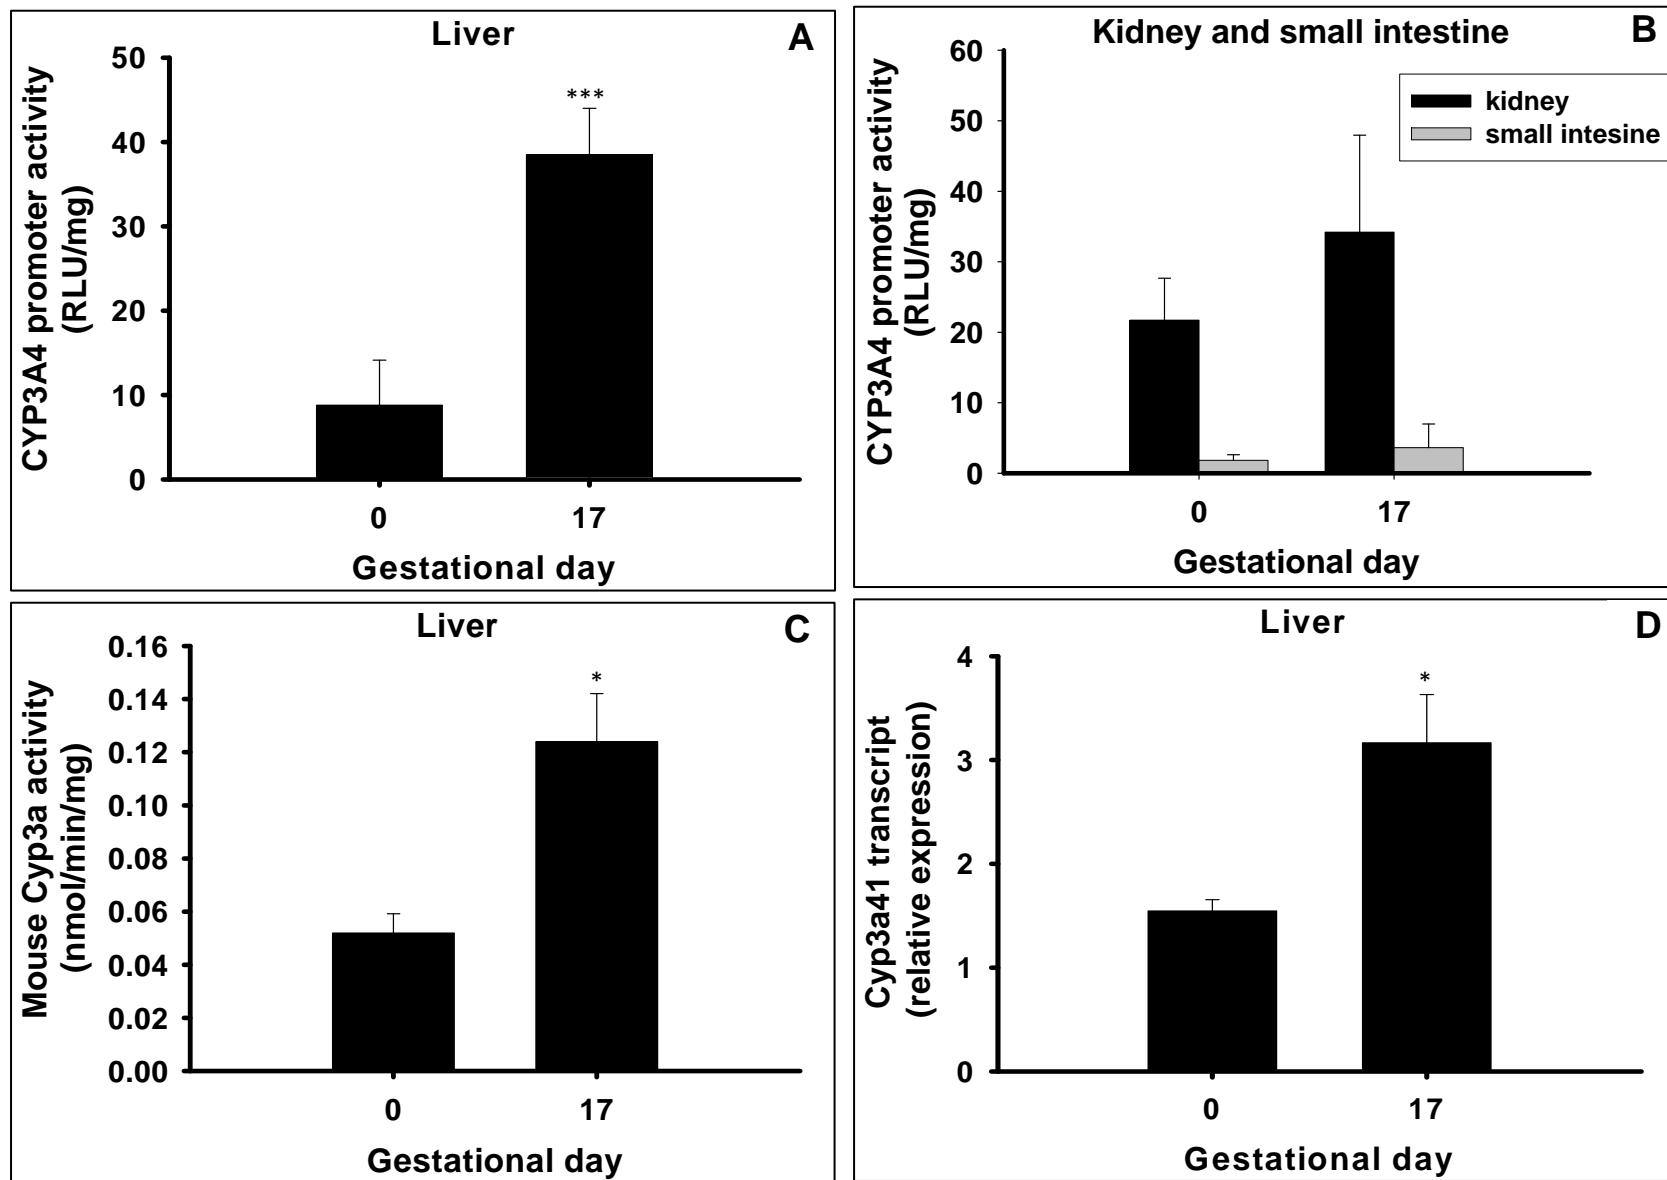 Liver
A
CYP3A4 promoter activity
(RLU/mg)
50
40
30
20
10
0
***
0
17
Gestational day
Kidney and small intestine
B
CYP3A4 promoter activity
(RLU/mg)
60
50
40
30
20
10
0
kidney
small intesine
0
17
Gestational day
Liver
C
Mouse Cyp3a activity
(nmol/min/mg)
0.16
0.14
0.12
0.10
0.08
0.06
0.04
0.02
0.00
*
0
17
Gestational day
Liver
D
Cyp3a41 transcript
(relative expression)
4
3
2
1
0
*
0
17
Gestational day